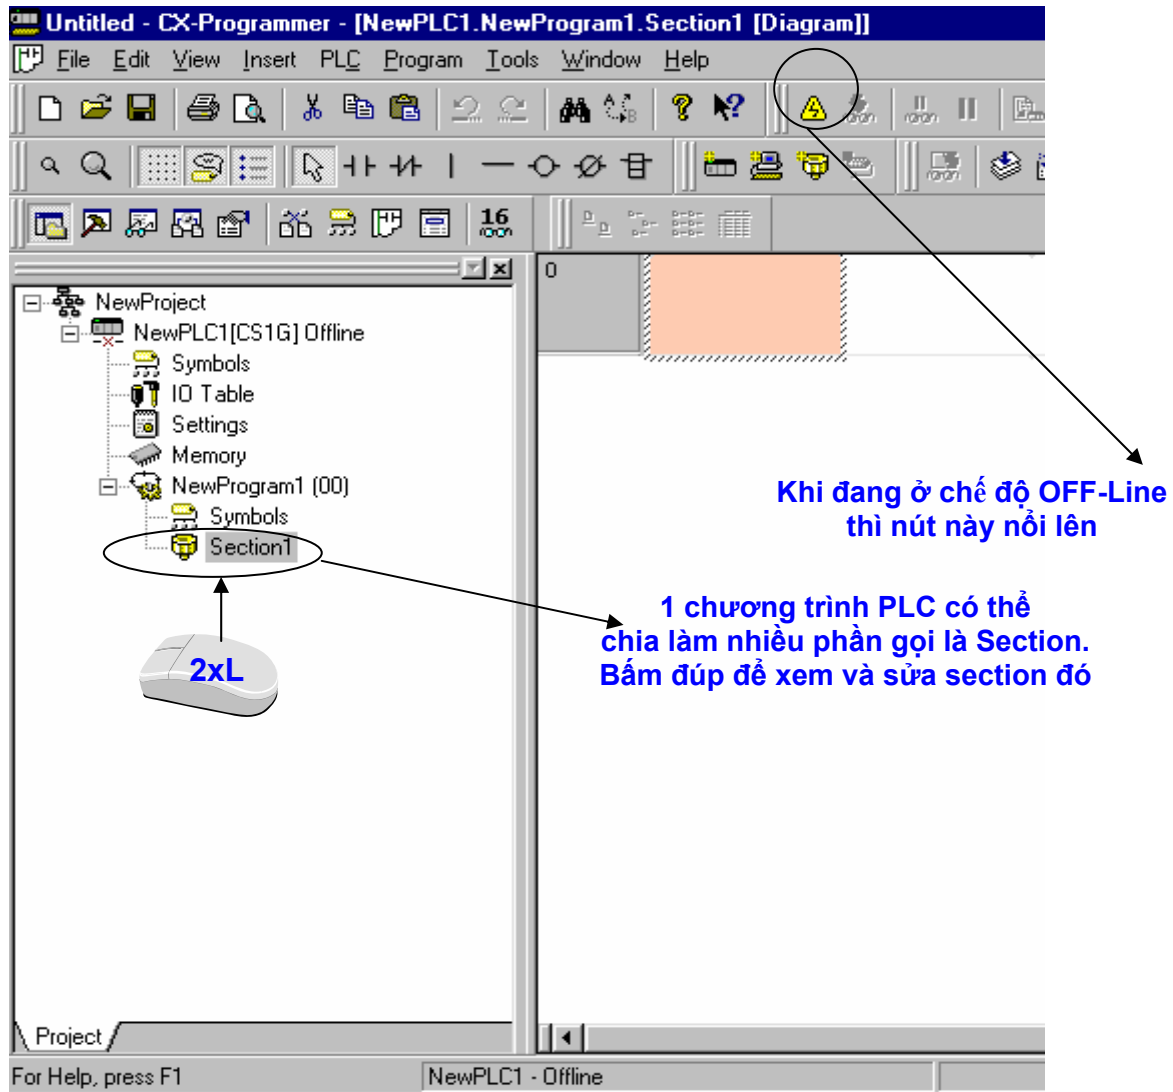 Untitled - CX-Programmer - [NewPLC1.NewProgram1.Section1 [Diagram]]
File Edit View Insert PLC Program Tools Window Help
16
0
NewProject
NewPLC1[CS1G] Offline
Symbols
IO Table
Settings
Memory
NewProgram1 (00)
Symbols
Section1
Khi đang ở chế độ OFF-Line
thì nút này nổi lên
1 chương trình PLC có thể
chia làm nhiều phần gọi là Section.
Bấm đúp để xem và sửa section đó
2xL
Project
For Help, press F1
NewPLC1 - Offline